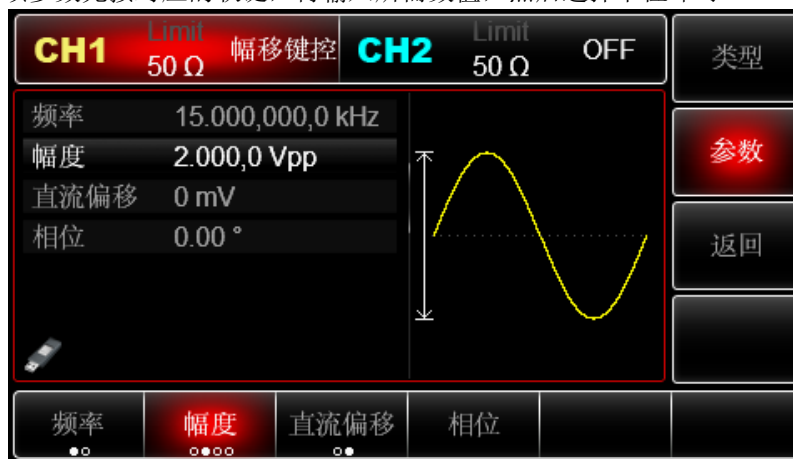 CH1 Limit 50 Ω 幅移键控 CH2 Limit 50 Ω OFF
类型
频率 15.000,000,0 kHz
幅度 2.000,0 Vpp
直流偏移 0 mV
相位 0.00 °
参数
返回
频率 幅度 直流偏移 相位